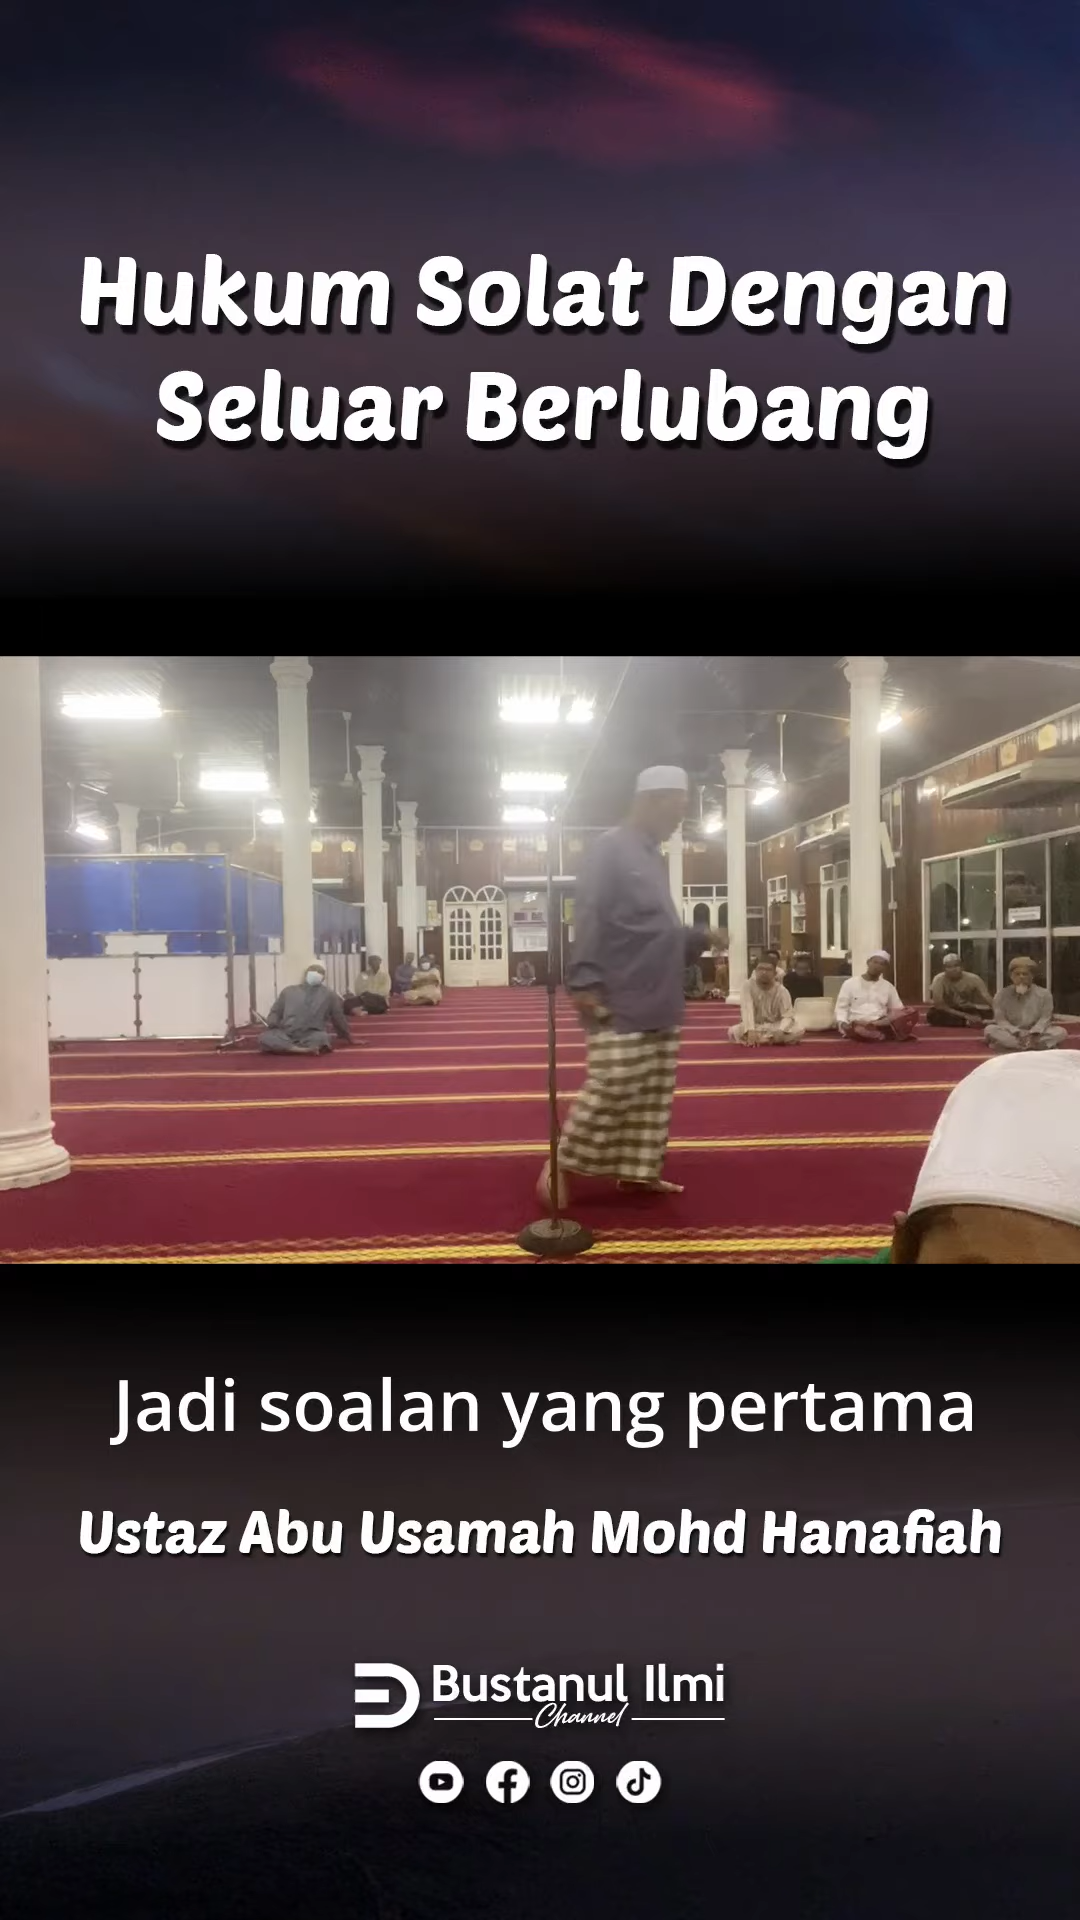 Hukum Solat Dengan
Seluar Berlubang
Jadi soalan yang pertama
Ustaz Abu Usamah Mohd Hanafiah
Bustanul Ilmi
Channel